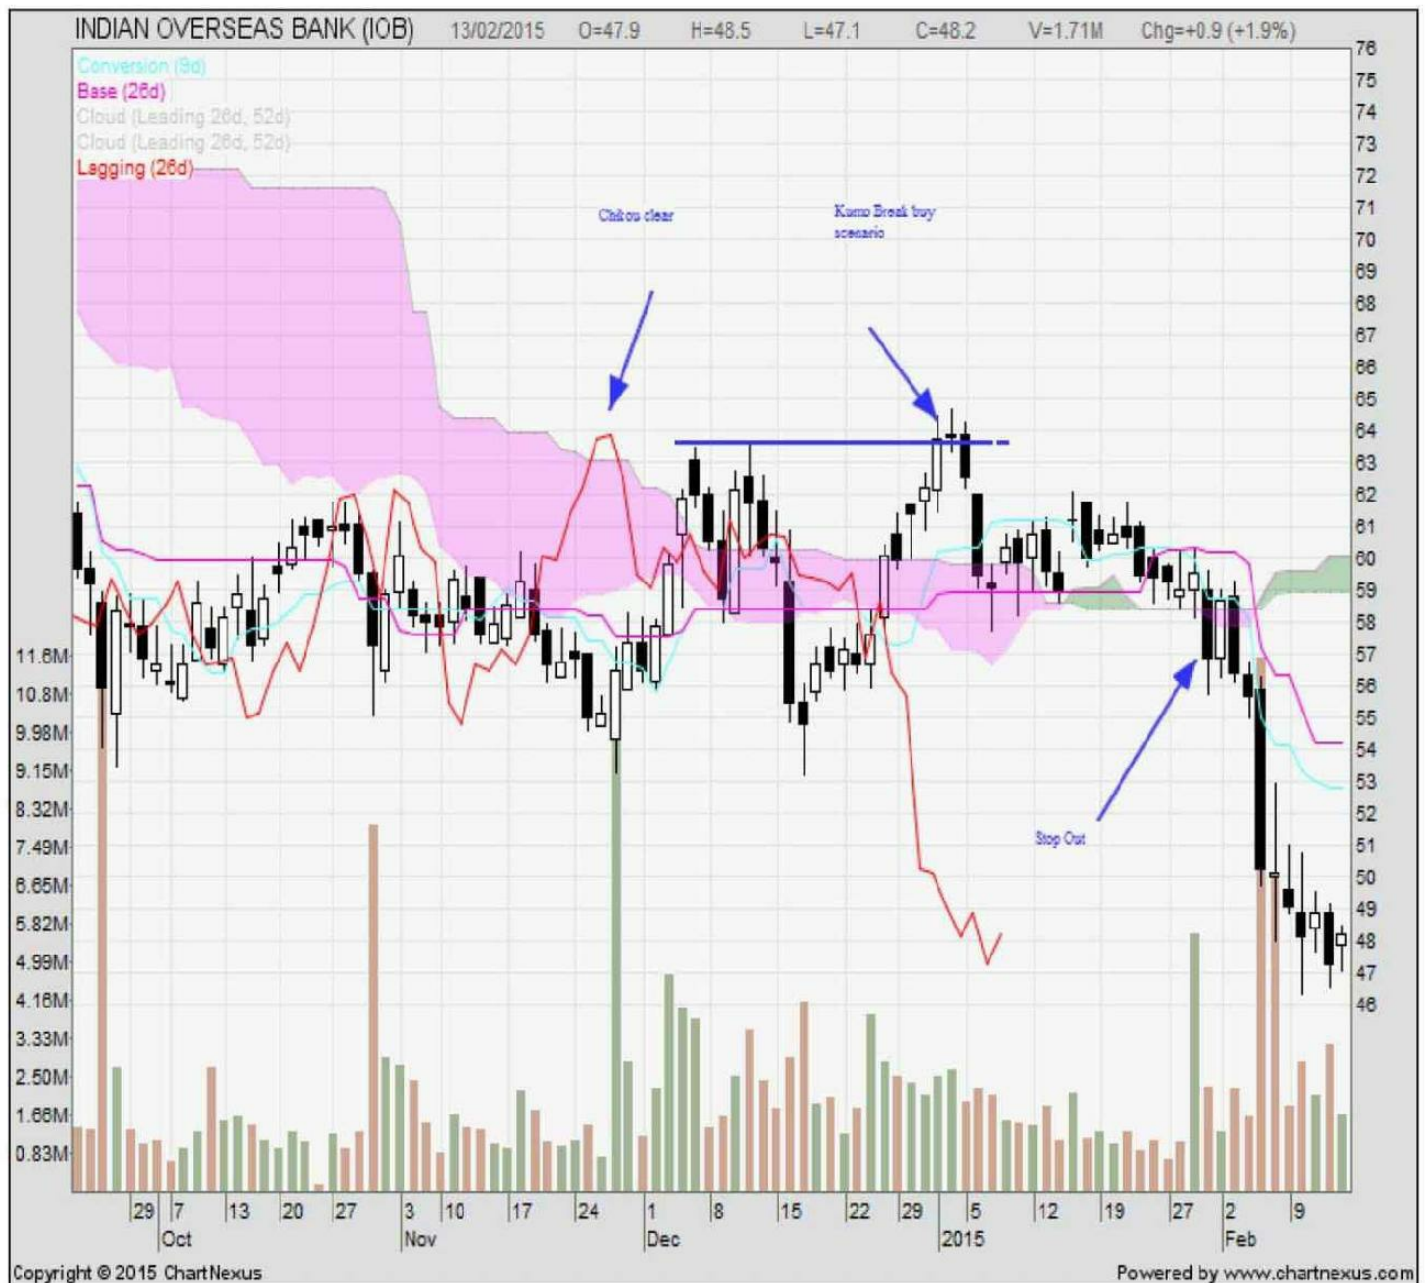 INDIAN OVERSEAS BANK (IOB) 13/02/2015 O=47.9 H=48.5 L=47.1 C=48.2 V=1.71M Chg=+0.9 (+1.9%)
Conversion (9d)
Base (26d)
Cloud (Leading 26d, 52d)
Cloud (Leading 26d, 52d)
Lagging (26d)
Chikou clear
Kumo Break buy
scenario
Stop Out
76
75
74
73
72
71
70
69
68
67
66
65
64
63
62
61
60
59
58
57
56
55
54
53
52
51
50
49
48
47
46
11.6M
10.8M
9.98M
9.15M
8.32M
7.49M
6.65M
5.82M
4.99M
4.16M
3.33M
2.50M
1.66M
0.83M
29 7 13 20 27 3 10 17 24 1 8 15 22 29 5 12 19 27 2 9
Oct Nov Dec 2015 Feb
Copyright © 2015 ChartNexus
Powered by www.chartnexus.com